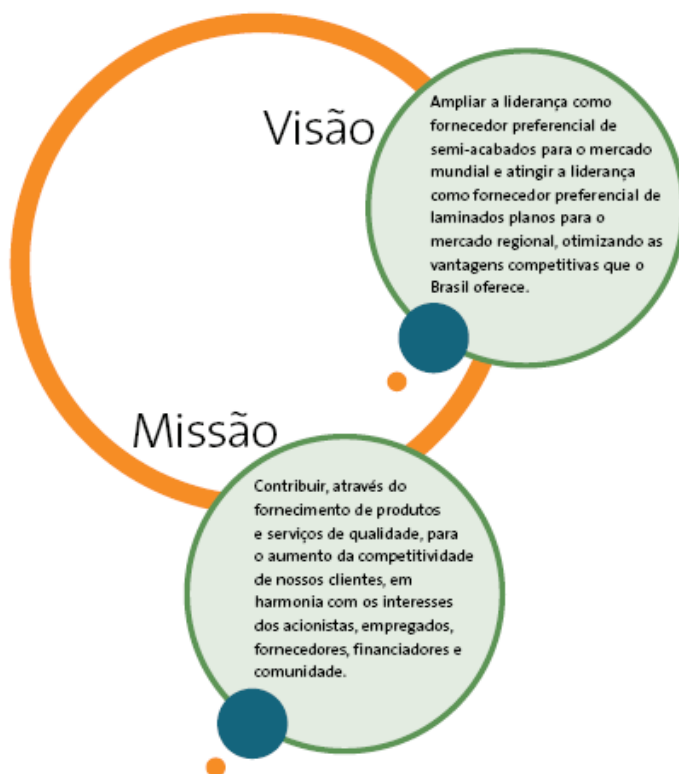 Visão
Ampliar a liderança como
fornecedor preferencial de
semi-acabados para o mercado
mundial e atingir a liderança
como fornecedor preferencial de
laminados planos para o
mercado regional, otimizando as
vantagens competitivas que o
Brasil oferece.
Missão
Contribuir, através do
fornecimento de produtos
e serviços de qualidade, para
o aumento da competitividade
de nossos clientes, em
harmonia com os interesses
dos acionistas, empregados,
fornecedores, financiadores e
comunidade.